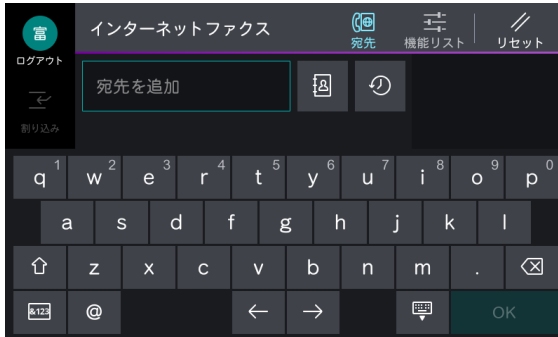 富
ログアウト
割り込み
インターネットファクス
宛先
機能リスト
リセット
宛先を追加
q 1 w 2 e 3 r 4 t 5 y 6 u 7 i 8 o 9 p 0
a s d f g h j k l
z x c v b n m .
&123 @ ← → OK